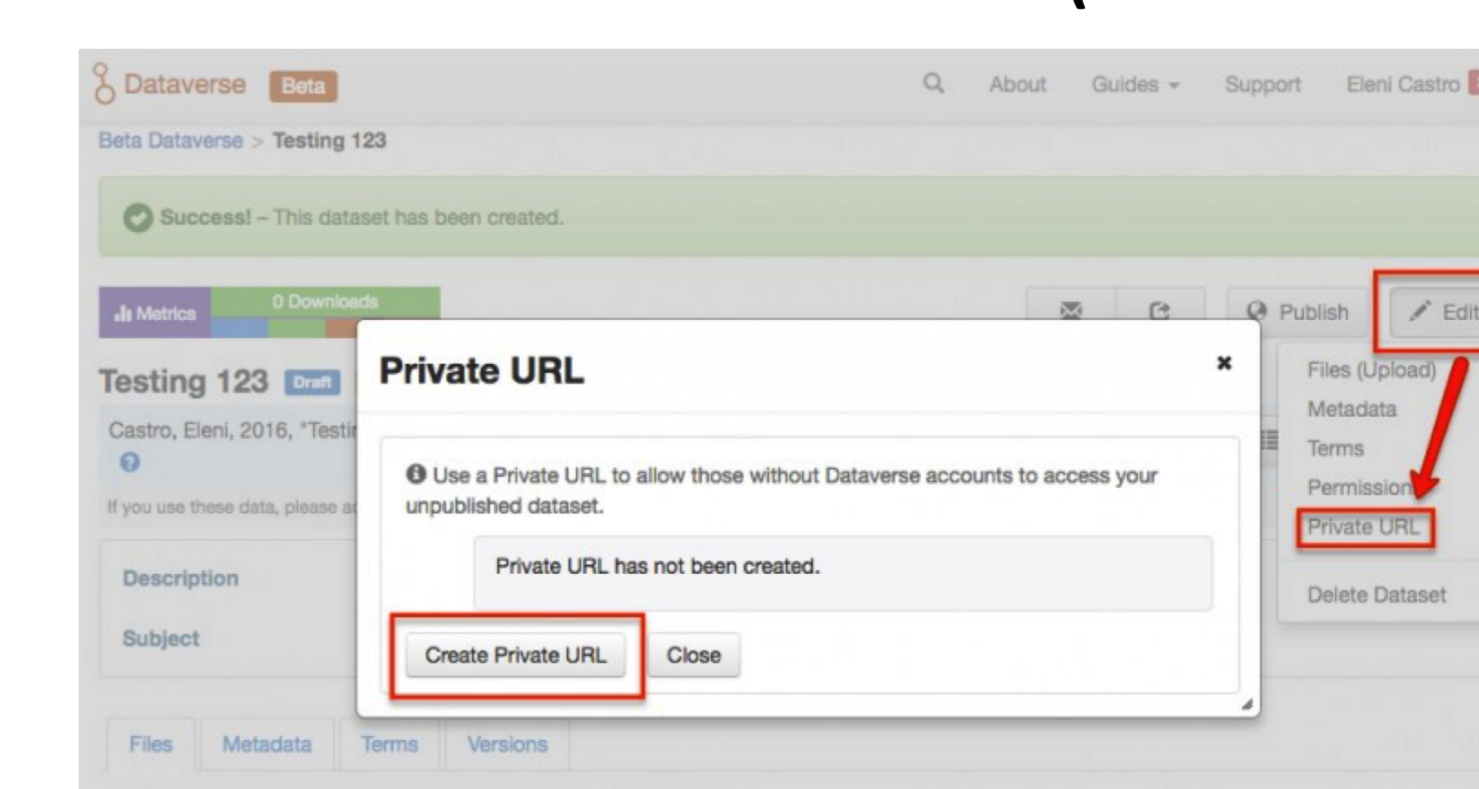 Dataverse Beta About Guides Support Eleni Castro
Beta Dataverse > Testing 123
Success! – This dataset has been created.
Metrics 0 Downloads
Publish Edit
Testing 123 Draft
Castro, Eleni, 2016, "Testin
If you use these data, please
Description
Subject
Private URL
Use a Private URL to allow those without Dataverse accounts to access your
unpublished dataset.
Private URL has not been created.
Create Private URL Close
Files (Upload)
Metadata
Terms
Permission
Private URL
Delete Dataset
Files Metadata Terms Versions